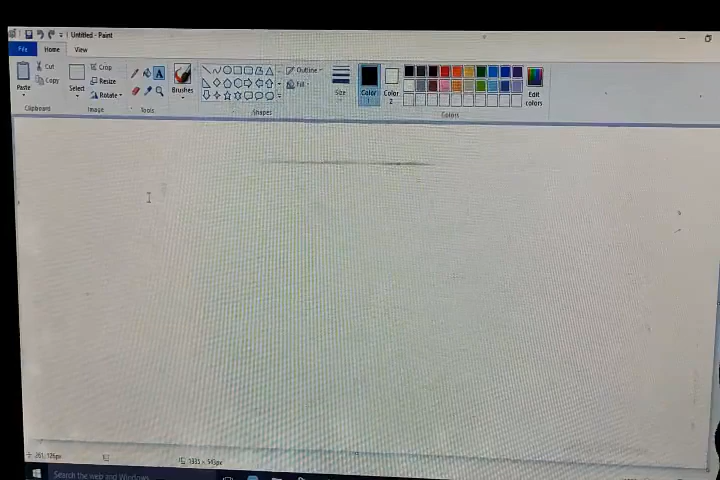 Untitled - Paint
File
Home
View
Paste
Cut
Copy
Clipboard
Select
Crop
Resize
Rotate
Image
A
Tools
Brushes
Outline
Fill
Shapes
Size
Color
1
Color
2
Edit
colors
Colors
Search the web and Windows